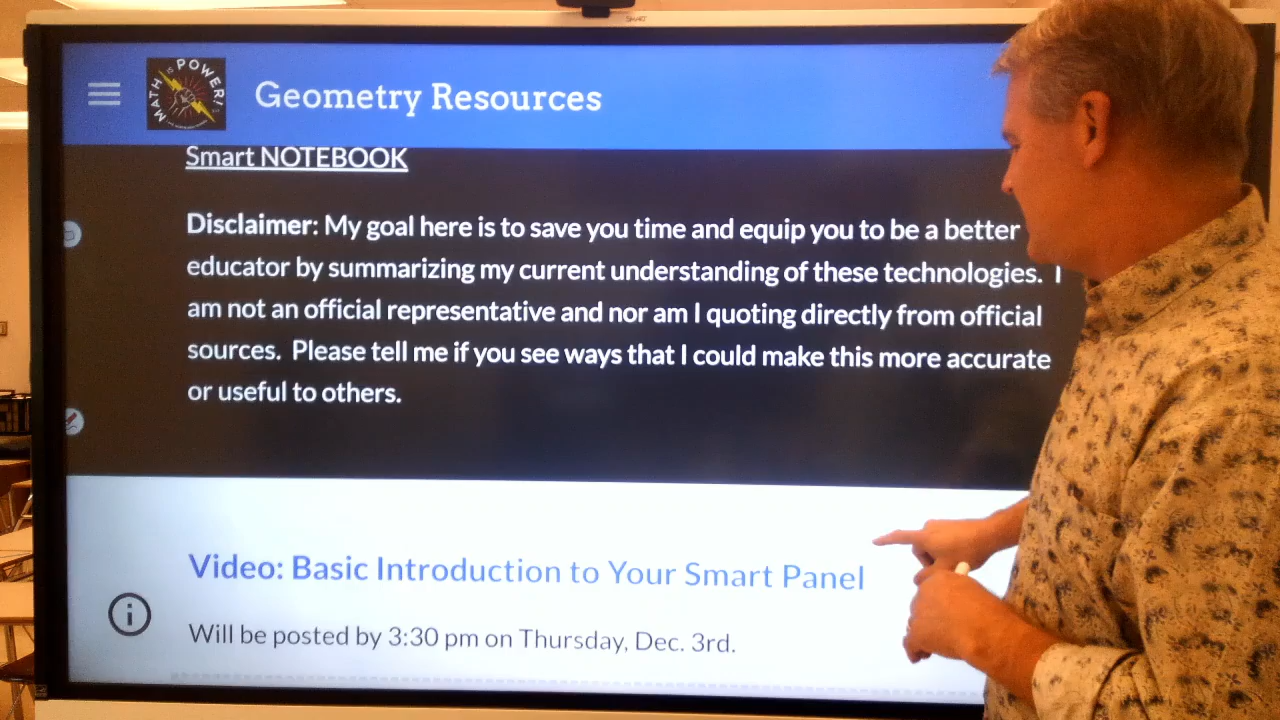 SMART
MATH IS POWER!
Geometry Resources
Smart NOTEBOOK
Disclaimer: My goal here is to save you time and equip you to be a better
educator by summarizing my current understanding of these technologies. I
am not an official representative and nor am I quoting directly from official
sources. Please tell me if you see ways that I could make this more accurate
or useful to others.
Video: Basic Introduction to Your Smart Panel
Will be posted by 3:30 pm on Thursday, Dec. 3rd.